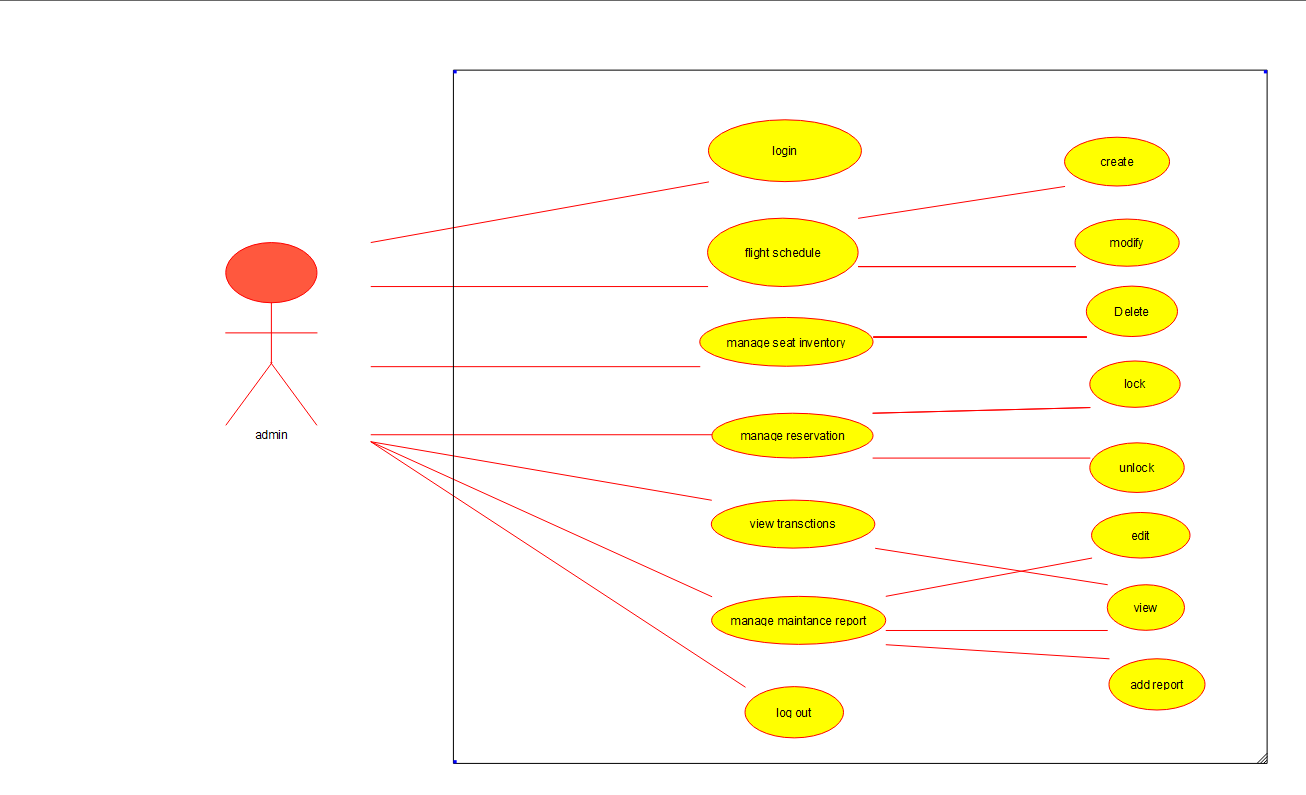 login
create
flight schedule
modify
Delete
manage seat inventory
lock
admin
manage reservation
unlock
view transctions
edit
view
manage maintance report
add report
log out